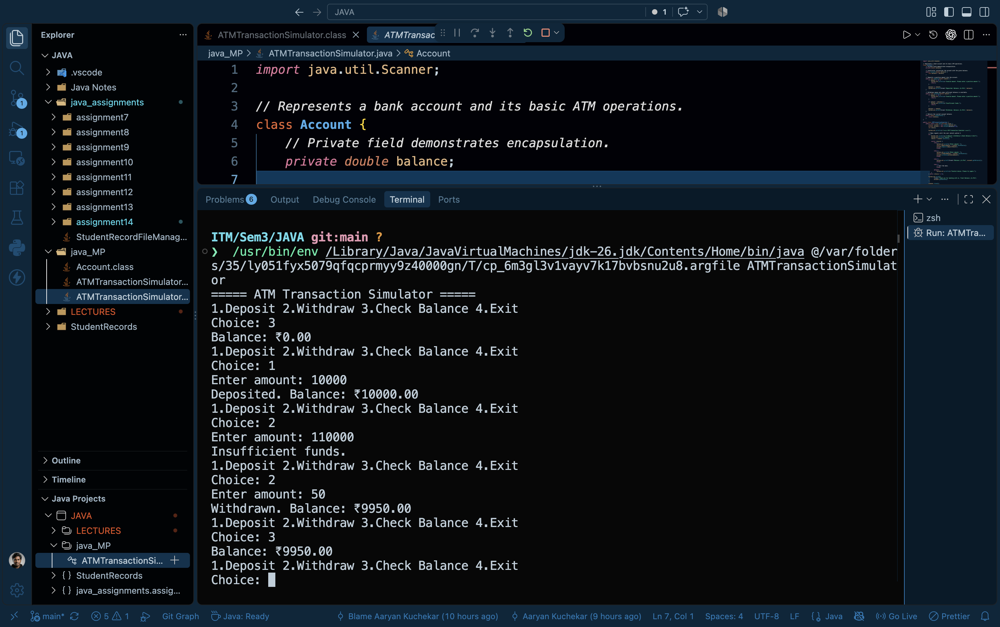 JAVA
1
Explorer
JAVA
.vscode
Java Notes
java_assignments
assignment7
assignment8
assignment9
assignment10
assignment11
assignment12
assignment13
assignment14
StudentRecordFileManag...
java_MP
Account.class
ATMTransactionSimulator...
ATMTransactionSimulator...
LECTURES
StudentRecords
1
1
Outline
Timeline
Java Projects
JAVA
LECTURES
java_MP
ATMTransactionSi...
StudentRecords
java_assignments.assig...
ATMTransactionSimulator.class
ATMTransac
java_MP > ATMTransactionSimulator.java > Account
1 import java.util.Scanner;
2
3 // Represents a bank account and its basic ATM operations.
4 class Account {
5 // Private field demonstrates encapsulation.
6 private double balance;
7
Problems 6 Output Debug Console Terminal Ports
ITM/Sem3/JAVA git:main ?
❯ /usr/bin/env /Library/Java/JavaVirtualMachines/jdk-26.jdk/Contents/Home/bin/java @/var/folder
s/35/ly051fyx5079qfqcprmyy9z40000gn/T/cp_6m3gl3v1vayv7k17bvbsnu2u8.argfile ATMTransactionSimulat
or
===== ATM Transaction Simulator =====
1.Deposit 2.Withdraw 3.Check Balance 4.Exit
Choice: 3
Balance: ₹0.00
1.Deposit 2.Withdraw 3.Check Balance 4.Exit
Choice: 1
Enter amount: 10000
Deposited. Balance: ₹10000.00
1.Deposit 2.Withdraw 3.Check Balance 4.Exit
Choice: 2
Enter amount: 110000
Insufficient funds.
1.Deposit 2.Withdraw 3.Check Balance 4.Exit
Choice: 2
Enter amount: 50
Withdrawn. Balance: ₹9950.00
1.Deposit 2.Withdraw 3.Check Balance 4.Exit
Choice: 3
Balance: ₹9950.00
1.Deposit 2.Withdraw 3.Check Balance 4.Exit
Choice:
zsh
Run: ATMTra...
main* 5 1 Git Graph Java: Ready Blame Aaryan Kuchekar (10 hours ago) Aaryan Kuchekar (9 hours ago) Ln 7, Col 1 Spaces: 4 UTF-8 LF Java Go Live Prettier